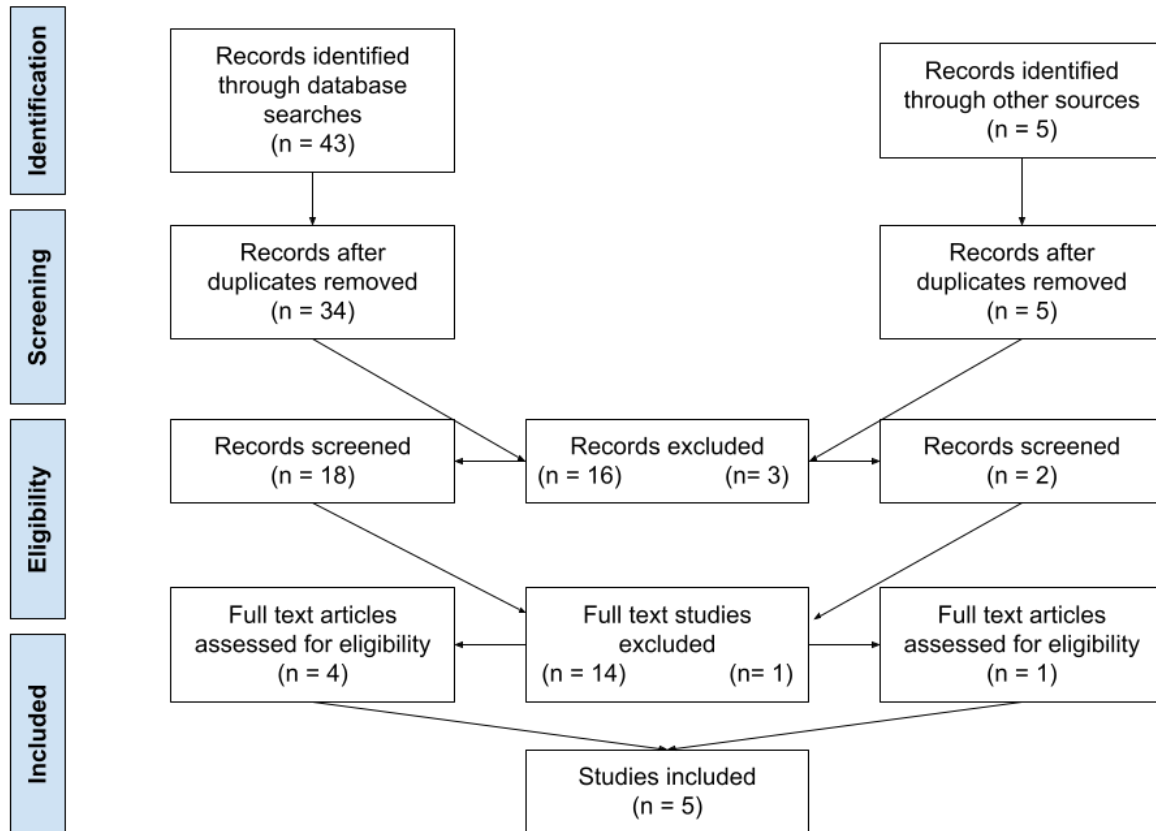 Identification
Records identified
through database
searches
(n = 43)
Records identified
through other sources
(n = 5)
Screening
Records after
duplicates removed
(n = 34)
Records after
duplicates removed
(n = 5)
Eligibility
Records screened
(n = 18)
Records excluded
(n = 16) (n= 3)
Records screened
(n = 2)
Full text articles
assessed for eligibility
(n = 4)
Full text studies
excluded
(n = 14) (n= 1)
Full text articles
assessed for eligibility
(n = 1)
Included
Studies included
(n = 5)